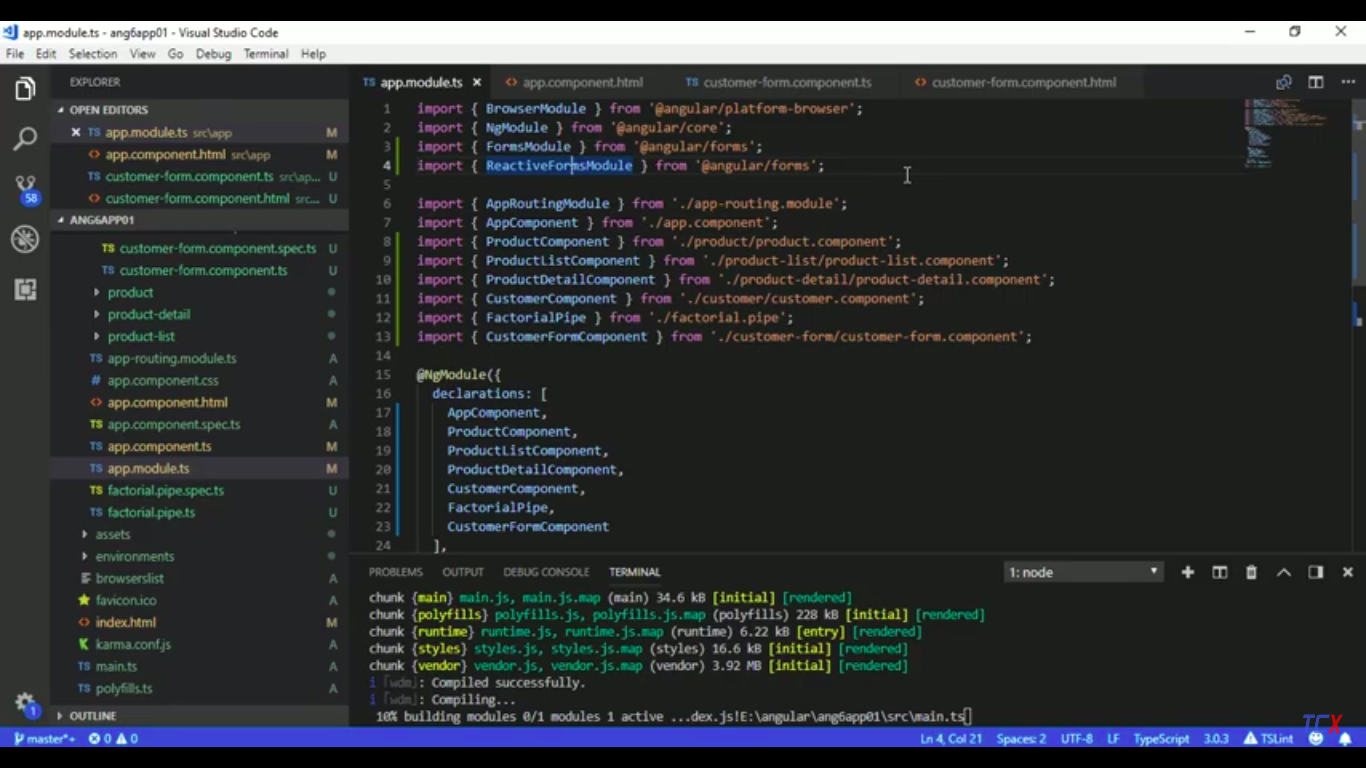 app.module.ts - ang6app01 - Visual Studio Code
File Edit Selection View Go Debug Terminal Help
EXPLORER
OPEN EDITORS
TS app.module.ts src\app M
<> app.component.html src\app M
TS customer-form.component.ts src\ap... U
<> customer-form.component.html src... U
ANG6APP01
TS customer-form.component.spec.ts U
TS customer-form.component.ts U
product
product-detail
product-list
TS app-routing.module.ts A
# app.component.css A
<> app.component.html M
TS app.component.spec.ts A
TS app.component.ts M
TS app.module.ts M
TS factorial.pipe.spec.ts U
TS factorial.pipe.ts U
assets
environments
browserslist A
favicon.ico A
<> index.html M
karma.conf.js A
TS main.ts A
TS polyfills.ts A
OUTLINE
58
1
TS app.module.ts <> app.component.html TS customer-form.component.ts <> customer-form.component.html
1 import { BrowserModule } from '@angular/platform-browser';
2 import { NgModule } from '@angular/core';
3 import { FormsModule } from '@angular/forms';
4 import { ReactiveFormsModule } from '@angular/forms';
5
6 import { AppRoutingModule } from './app-routing.module';
7 import { AppComponent } from './app.component';
8 import { ProductComponent } from './product/product.component';
9 import { ProductListComponent } from './product-list/product-list.component';
10 import { ProductDetailComponent } from './product-detail/product-detail.component';
11 import { CustomerComponent } from './customer/customer.component';
12 import { FactorialPipe } from './factorial.pipe';
13 import { CustomerFormComponent } from './customer-form/customer-form.component';
14
15 @NgModule({
16 declarations: [
17 AppComponent,
18 ProductComponent,
19 ProductListComponent,
20 ProductDetailComponent,
21 CustomerComponent,
22 FactorialPipe,
23 CustomerFormComponent
24 ],
PROBLEMS OUTPUT DEBUG CONSOLE TERMINAL 1: node
chunk {main} main.js, main.js.map (main) 34.6 kB [initial] [rendered]
chunk {polyfills} polyfills.js, polyfills.js.map (polyfills) 228 kB [initial] [rendered]
chunk {runtime} runtime.js, runtime.js.map (runtime) 6.22 kB [entry] [rendered]
chunk {styles} styles.js, styles.js.map (styles) 16.6 kB [initial] [rendered]
chunk {vendor} vendor.js, vendor.js.map (vendor) 3.92 MB [initial] [rendered]
i ｢wdm｣: Compiled successfully.
i ｢wdm｣: Compiling...
10% building modules 0/1 modules 1 active ...dex.js!E:\angular\ang6app01\src\main.ts
TCX
master*+ 0 0 Ln 4, Col 21 Spaces: 2 UTF-8 LF TypeScript 3.0.3 TSLint